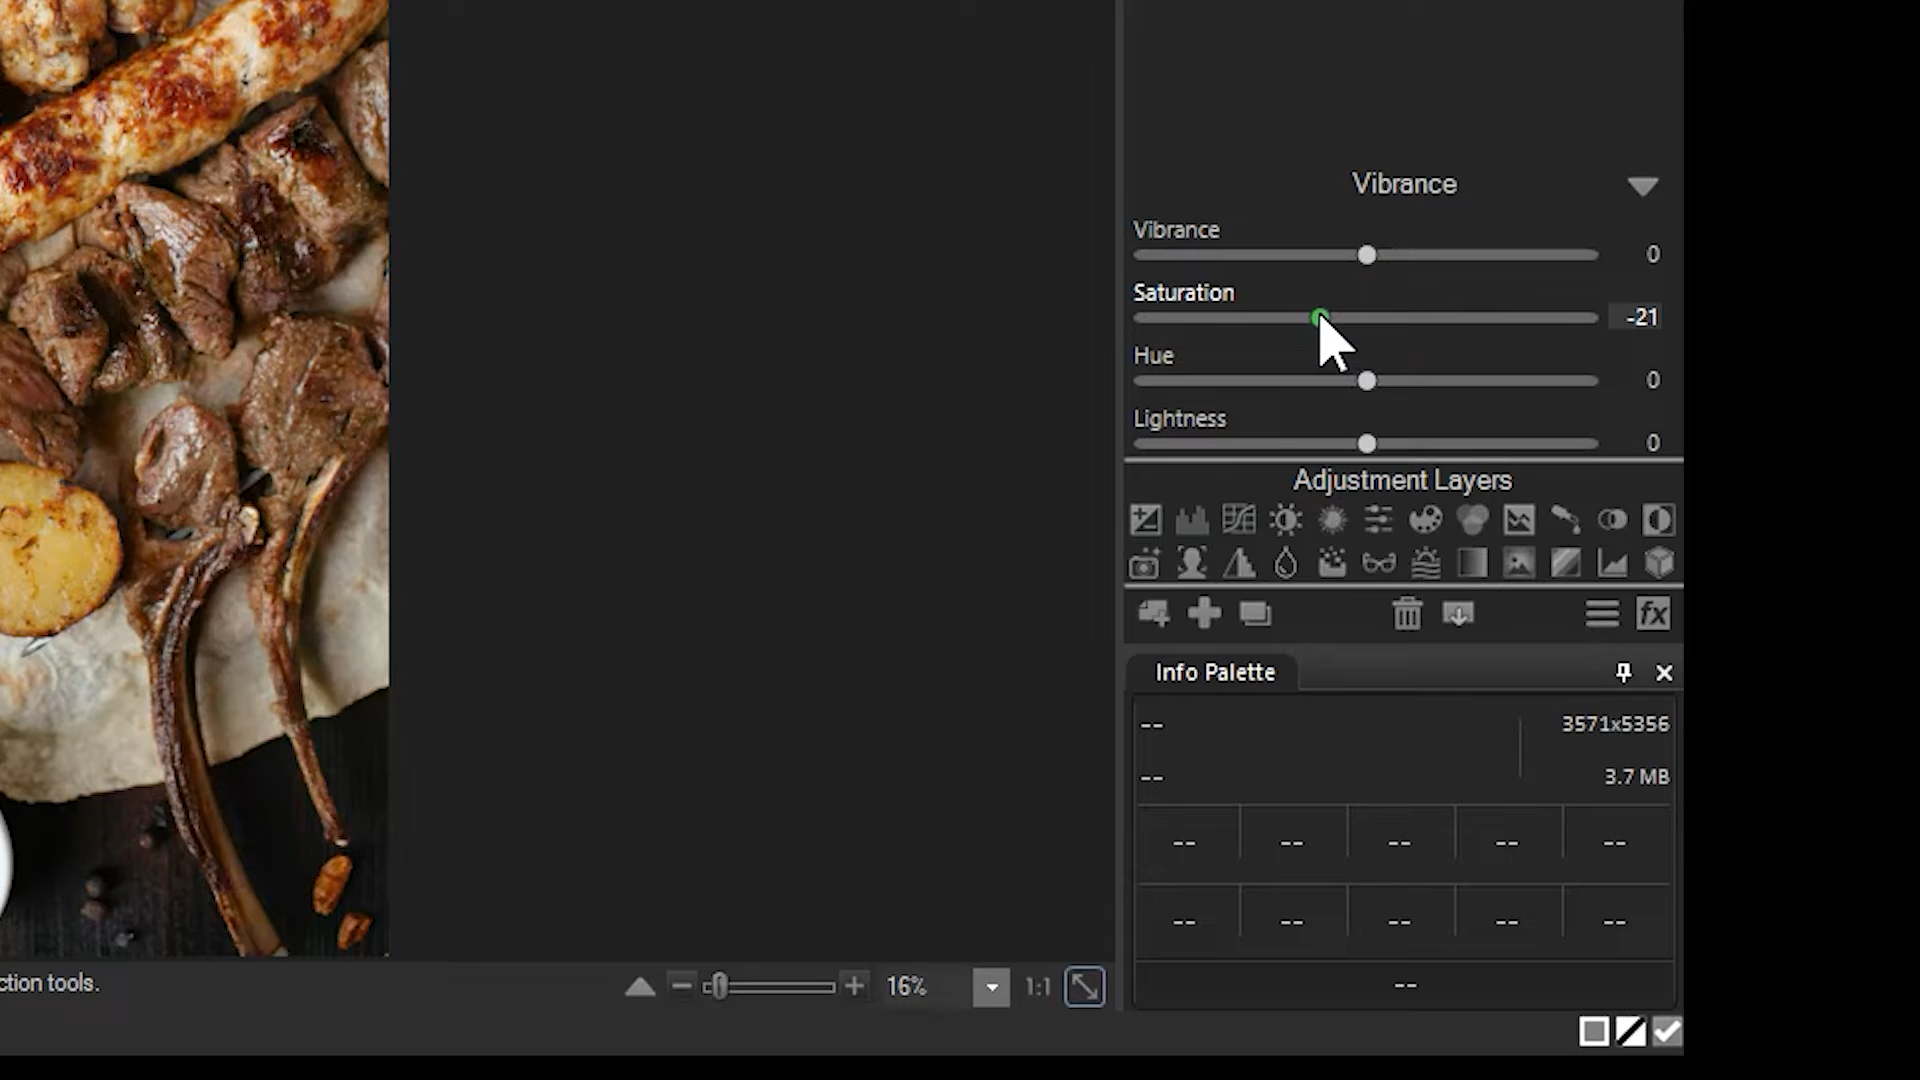 Vibrance
Vibrance
0
Saturation
-21
Hue
0
Lightness
0
Adjustment Layers
fx
Info Palette
--
3571x5356
--
3.7 MB
-- -- -- -- --
-- -- -- -- --
--
ction tools.
16%
1:1